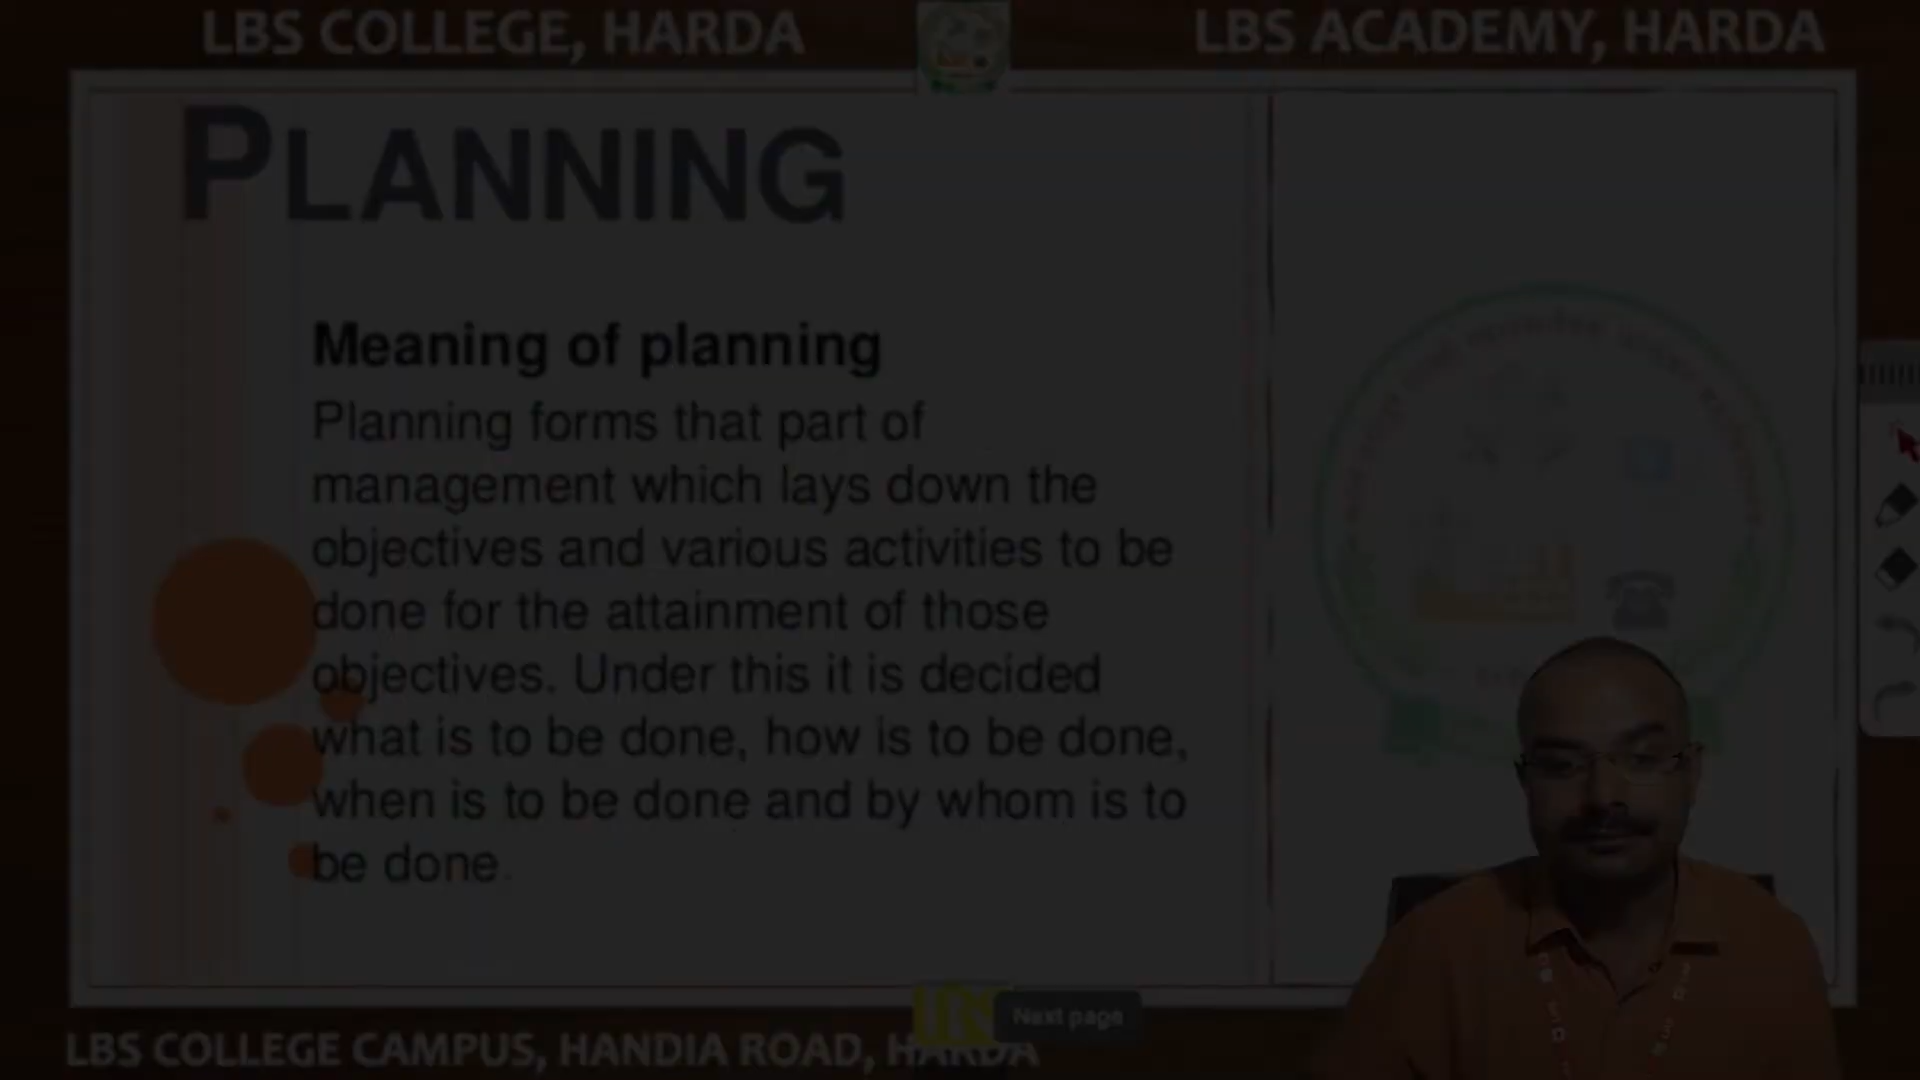 LBS COLLEGE, HARDA
LBS ACADEMY, HARDA
PLANNING
Meaning of planning
Planning forms that part of
management which lays down the
objectives and various activities to be
done for the attainment of those
objectives. Under this it is decided
what is to be done, how is to be done,
when is to be done and by whom is to
be done.
LBS
Next page
LBS COLLEGE CAMPUS, HANDIA ROAD, HARDA